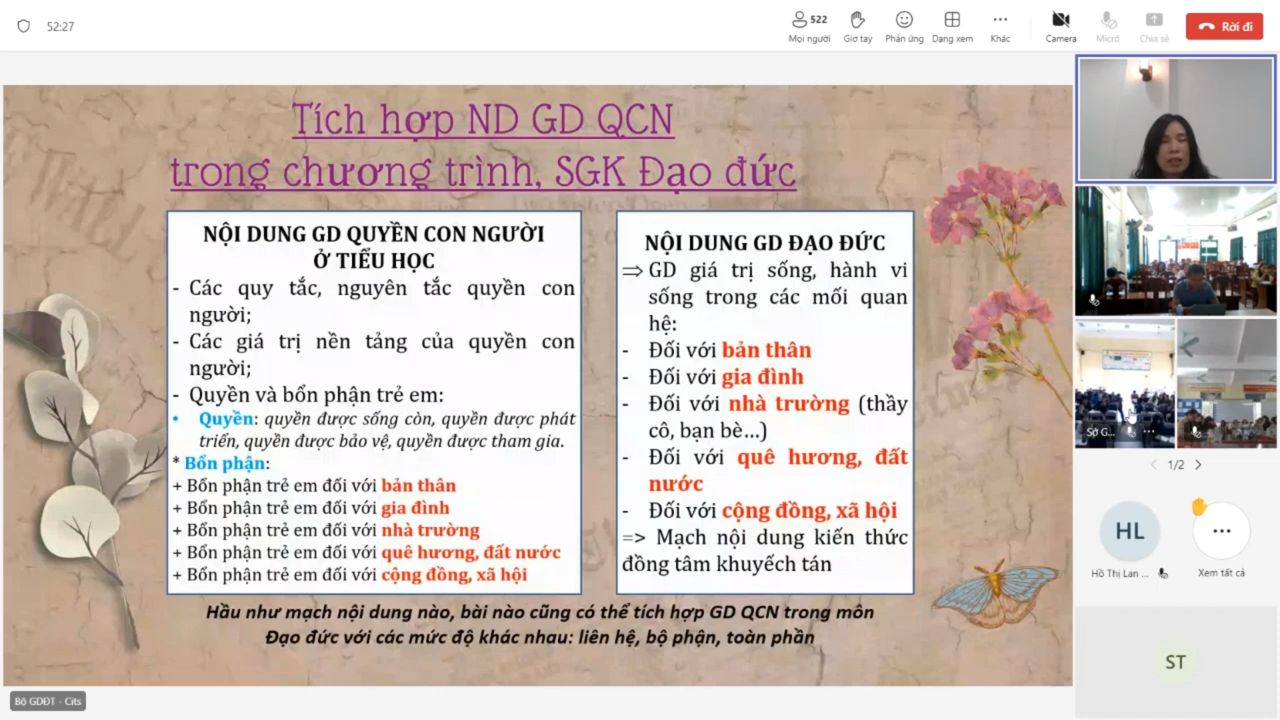 52:27
522
Mọi người
Giơ tay
Phản ứng
Dạng xem
Khác
Camera
Micrô
Chia sẻ
Rời đi
Tích hợp ND GD QCN
trong chương trình, SGK Đạo đức
NỘI DUNG GD QUYỀN CON NGƯỜI
Ở TIỂU HỌC
- Các quy tắc, nguyên tắc quyền con
người;
- Các giá trị nền tảng của quyền con
người;
- Quyền và bổn phận trẻ em:
• Quyền: quyền được sống còn, quyền được phát
triển, quyền được bảo vệ, quyền được tham gia.
* Bổn phận:
+ Bổn phận trẻ em đối với bản thân
+ Bổn phận trẻ em đối với gia đình
+ Bổn phận trẻ em đối với nhà trường
+ Bổn phận trẻ em đối với quê hương, đất nước
+ Bổn phận trẻ em đối với cộng đồng, xã hội
NỘI DUNG GD ĐẠO ĐỨC
⇒ GD giá trị sống, hành vi
sống trong các mối quan
hệ:
- Đối với bản thân
- Đối với gia đình
- Đối với nhà trường (thầy
cô, bạn bè...)
- Đối với quê hương, đất
nước
- Đối với cộng đồng, xã hội
=> Mạch nội dung kiến thức
đồng tâm khuyếch tán
Hầu như mạch nội dung nào, bài nào cũng có thể tích hợp GD QCN trong môn
Đạo đức với các mức độ khác nhau: liên hệ, bộ phận, toàn phần
Bộ GDĐT - Cits
Sở G...
1/2
HL
Hồ Thị Lan ...
Xem tất cả
ST